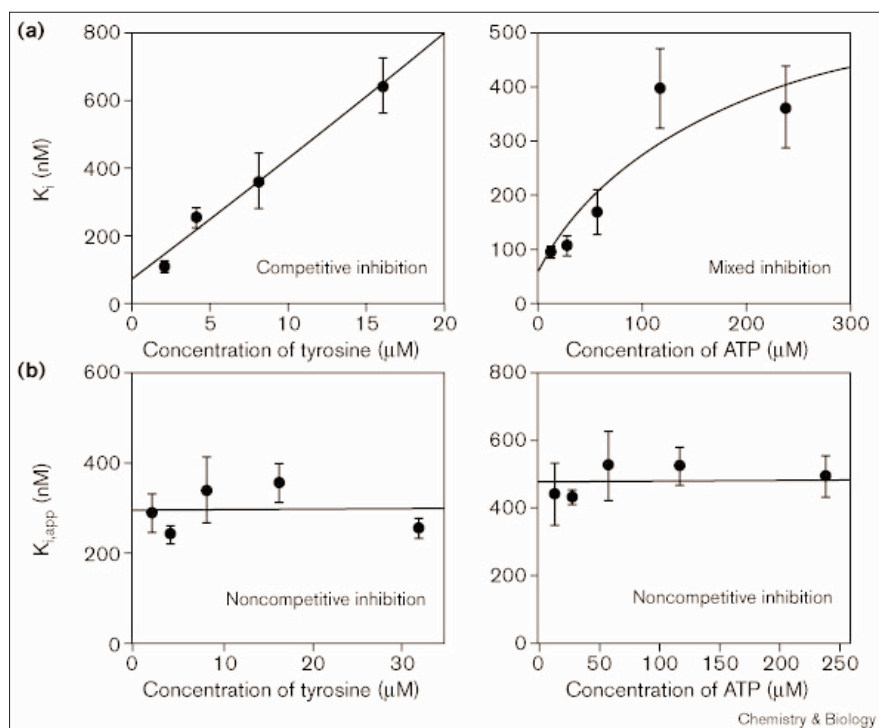 (a)
800
600
400
200
0
K_i (nM)
Competitive inhibition
0 5 10 15 20
Concentration of tyrosine (μM)
500
400
300
200
100
0
Mixed inhibition
0 100 200 300
Concentration of ATP (μM)
(b)
600
400
200
0
K_i,app (nM)
Noncompetitive inhibition
0 10 20 30
Concentration of tyrosine (μM)
800
600
400
200
0
Noncompetitive inhibition
0 50 100 150 200 250
Concentration of ATP (μM)
Chemistry & Biology